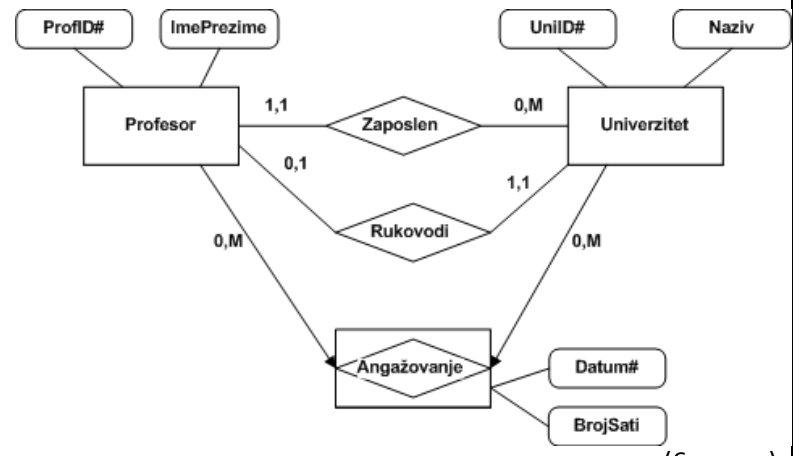 ProfID# ImePrezime UniID# Naziv
1,1 0,M
Profesor Zaposlen Univerzitet
0,1
1,1
Rukovodi
0,M 0,M
Angažovanje Datum#
BrojSati